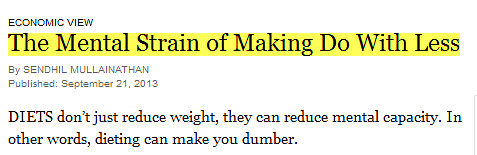 ECONOMIC VIEW
The Mental Strain of Making Do With Less
By SENDHIL MULLAINATHAN
Published: September 21, 2013
DIETS don’t just reduce weight, they can reduce mental capacity. In
other words, dieting can make you dumber.